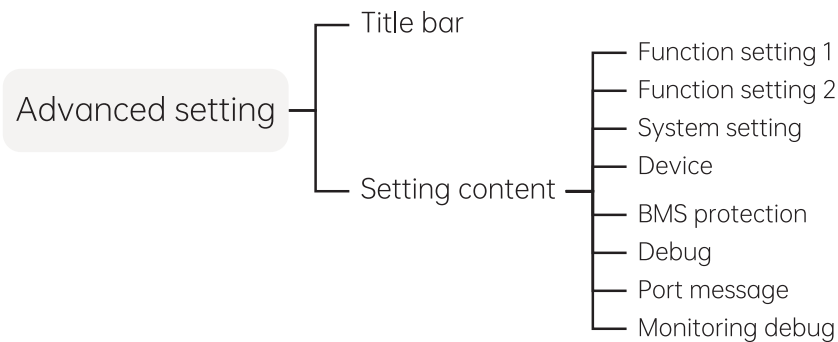 Advanced setting
Title bar
Setting content
Function setting 1
Function setting 2
System setting
Device
BMS protection
Debug
Port message
Monitoring debug